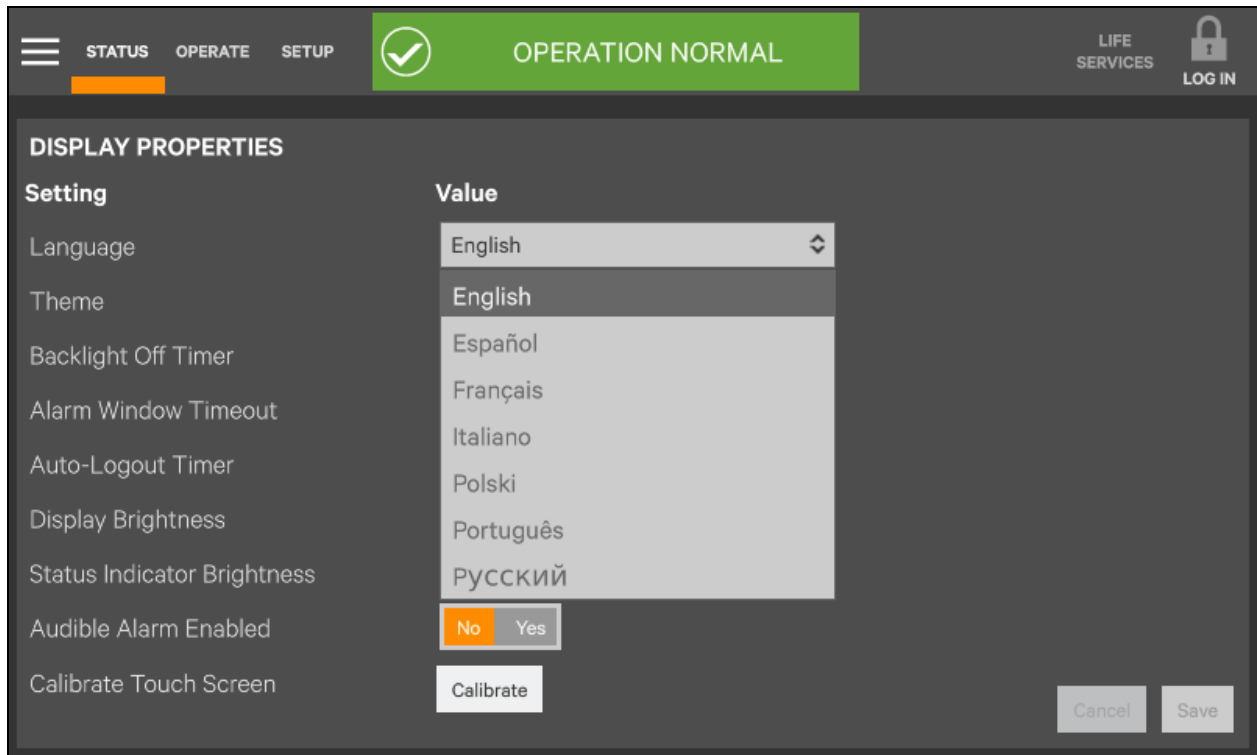 STATUS OPERATE SETUP OPERATION NORMAL LIFE SERVICES LOG IN
DISPLAY PROPERTIES
Setting Value
Language English
Theme English
Español
Backlight Off Timer
Français
Alarm Window Timeout
Italiano
Auto-Logout Timer
Polski
Display Brightness
Português
Status Indicator Brightness Русский
Audible Alarm Enabled No Yes
Calibrate Touch Screen Calibrate
Cancel Save